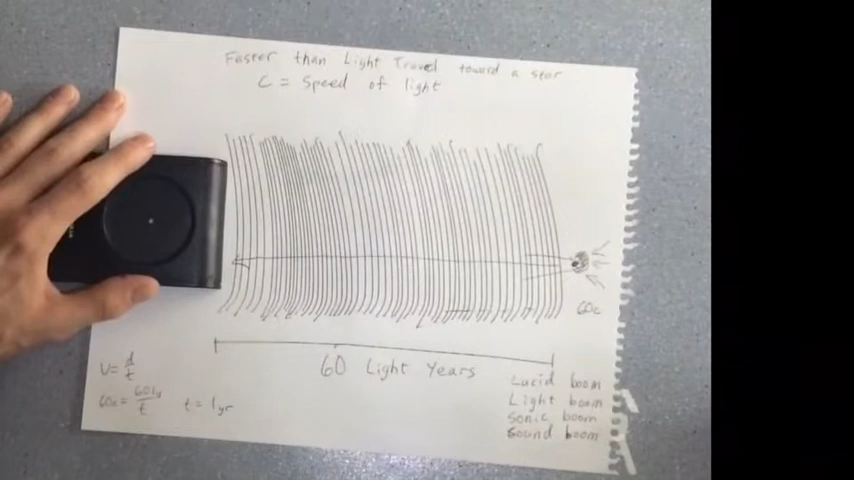 Faster than Light Travel toward a star
C = Speed of light
60c
60 Light Years
V = d/t
60c = 60ly/t t = 1yr
Lucid boom
Light boom
Sonic boom
Sound boom